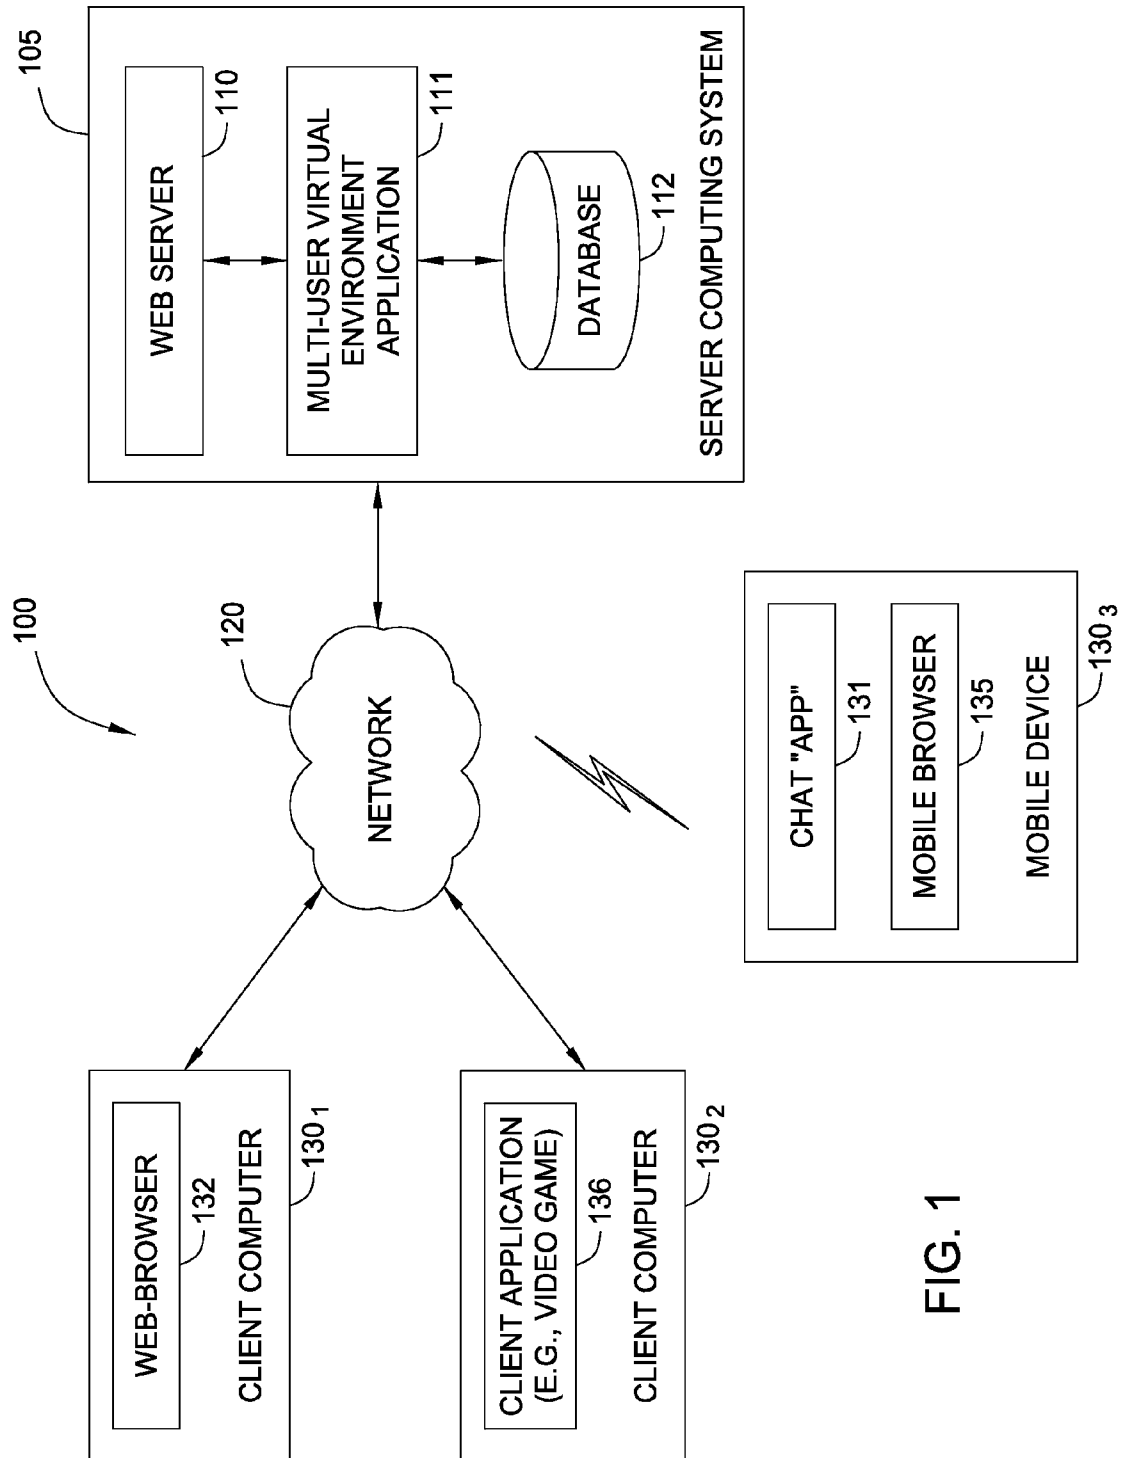 100
105
WEB SERVER
110
MULTI-USER VIRTUAL
ENVIRONMENT
APPLICATION
111
DATABASE
112
SERVER COMPUTING SYSTEM
120
NETWORK
WEB-BROWSER
132
CLIENT COMPUTER
130 1
CLIENT APPLICATION
(E.G., VIDEO GAME)
136
CLIENT COMPUTER
130 2
CHAT "APP"
131
MOBILE BROWSER
135
MOBILE DEVICE
130 3
FIG. 1